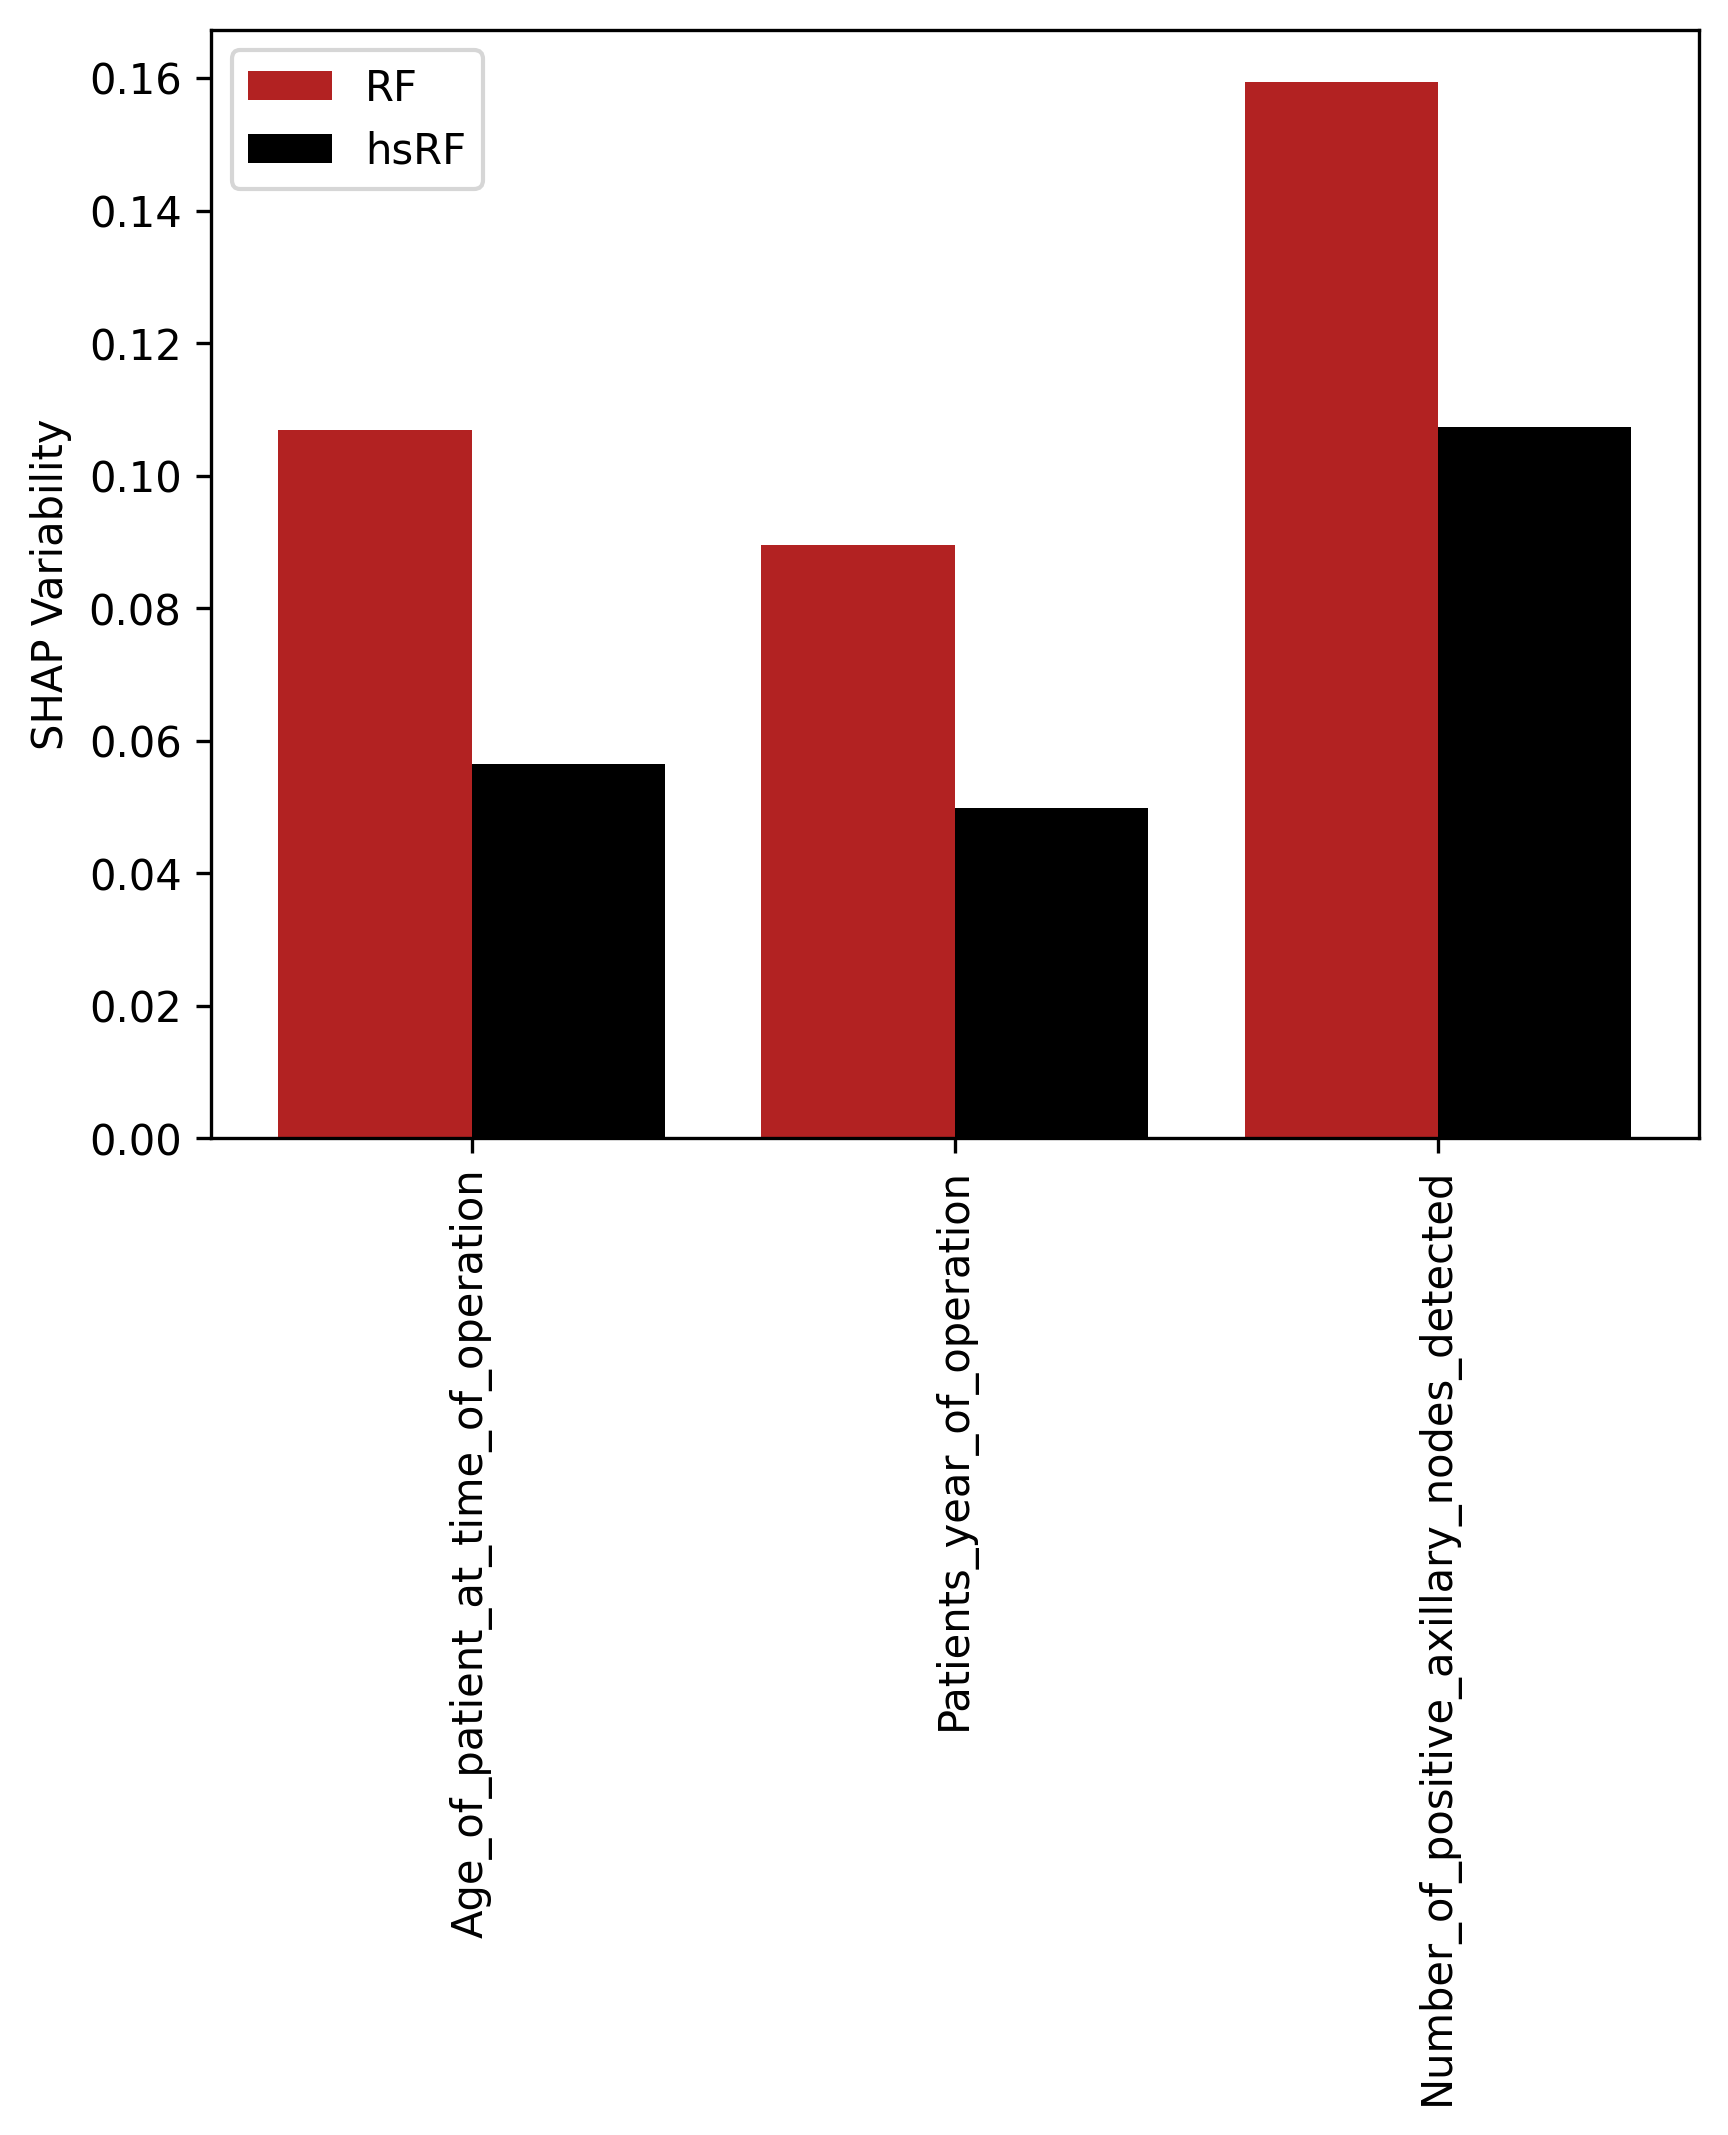 RF
hsRF
SHAP Variability
0.16
0.14
0.12
0.10
0.08
0.06
0.04
0.02
0.00
Age_of_patient_at_time_of_operation
Patients_year_of_operation
Number_of_positive_axillary_nodes_detected